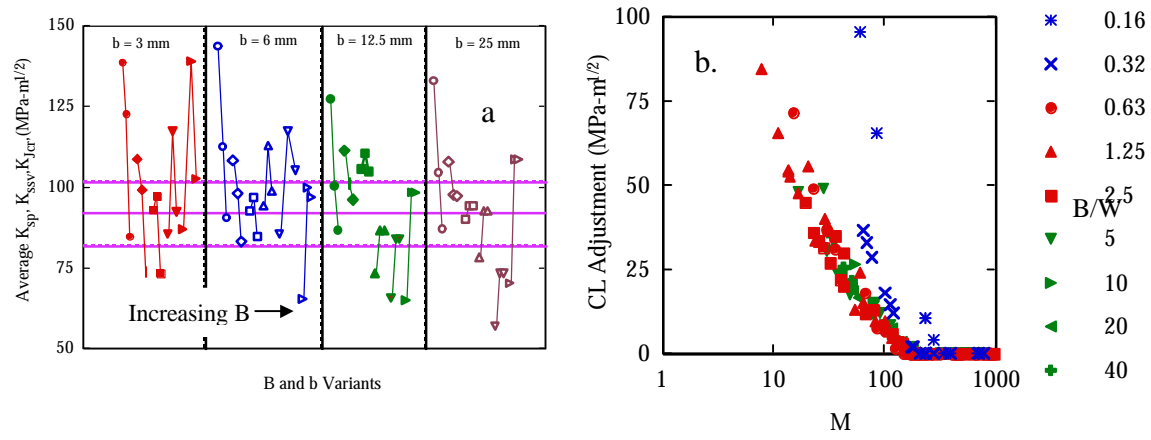 150
125
100
75
50
Average K_sp, K_ssv, K_Jcr, (MPa-m^1/2)
b = 3 mm
b = 6 mm
b = 12.5 mm
b = 25 mm
a
Increasing B
B and b Variants
100
75
50
25
0
CL Adjustment (MPa-m^1/2)
b.
1
10
100
1000
M
0.16
0.32
0.63
1.25
2.5
B/W
5
10
20
40